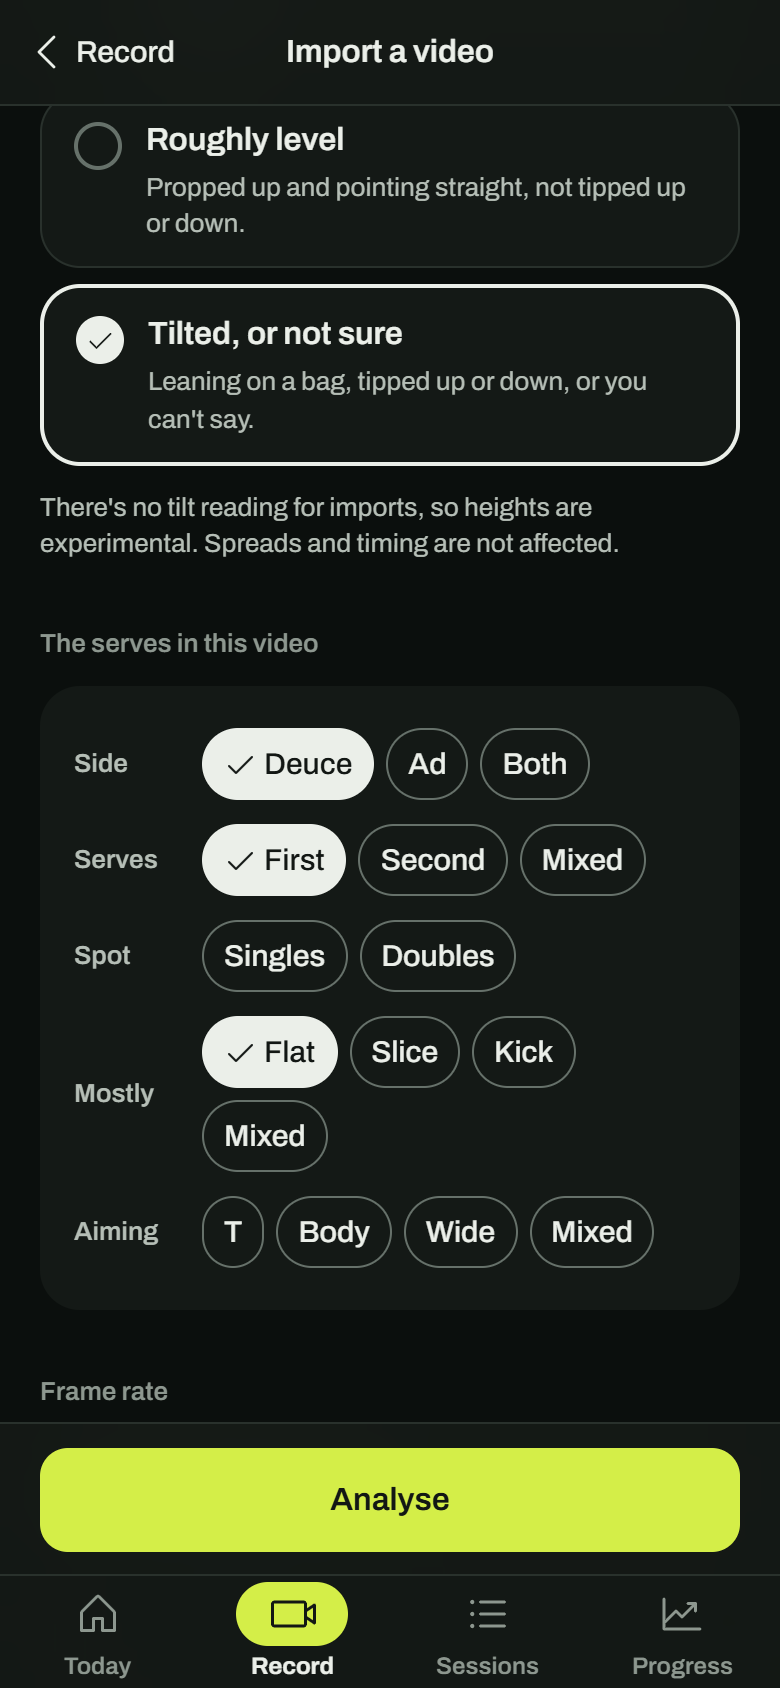 Record
Import a video
Roughly level
Propped up and pointing straight, not tipped up
or down.
Tilted, or not sure
Leaning on a bag, tipped up or down, or you
can't say.
There's no tilt reading for imports, so heights are
experimental. Spreads and timing are not affected.
The serves in this video
Side Deuce Ad Both
Serves First Second Mixed
Spot Singles Doubles
Mostly Flat Slice Kick
Mixed
Aiming T Body Wide Mixed
Frame rate
Analyse
Today Record Sessions Progress